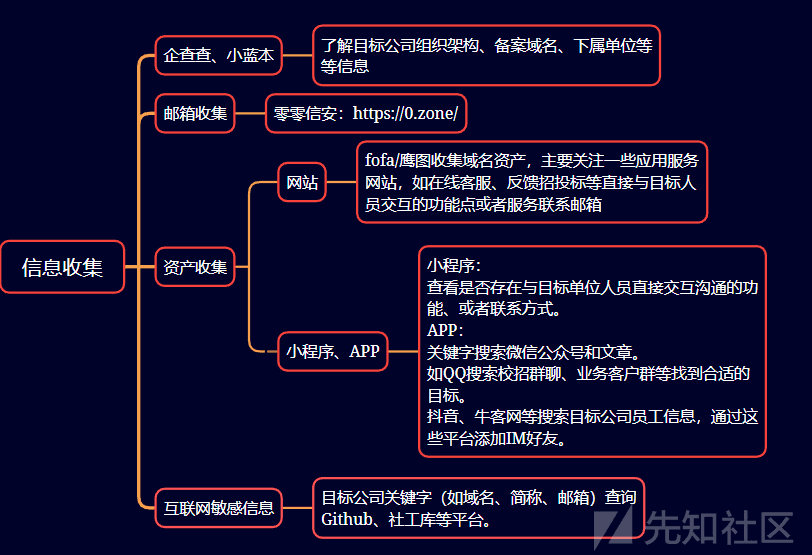 企查查、小蓝本
了解目标公司组织架构、备案域名、下属单位等
等信息
邮箱收集
零零信安：https://0.zone/
网站
fofa/鹰图收集域名资产，主要关注一些应用服务
网站，如在线客服、反馈招投标等直接与目标人
员交互的功能点或者服务联系邮箱
信息收集
资产收集
小程序、APP
小程序：
查看是否存在与目标单位人员直接交互沟通的功
能、或者联系方式。
APP：
关键字搜索微信公众号和文章。
如QQ搜索校招群聊、业务客户群等找到合适的
目标。
抖音、牛客网等搜索目标公司员工信息，通过这
些平台添加IM好友。
互联网敏感信息
目标公司关键字（如域名、简称、邮箱）查询
Github、社工库等平台。
先知社区